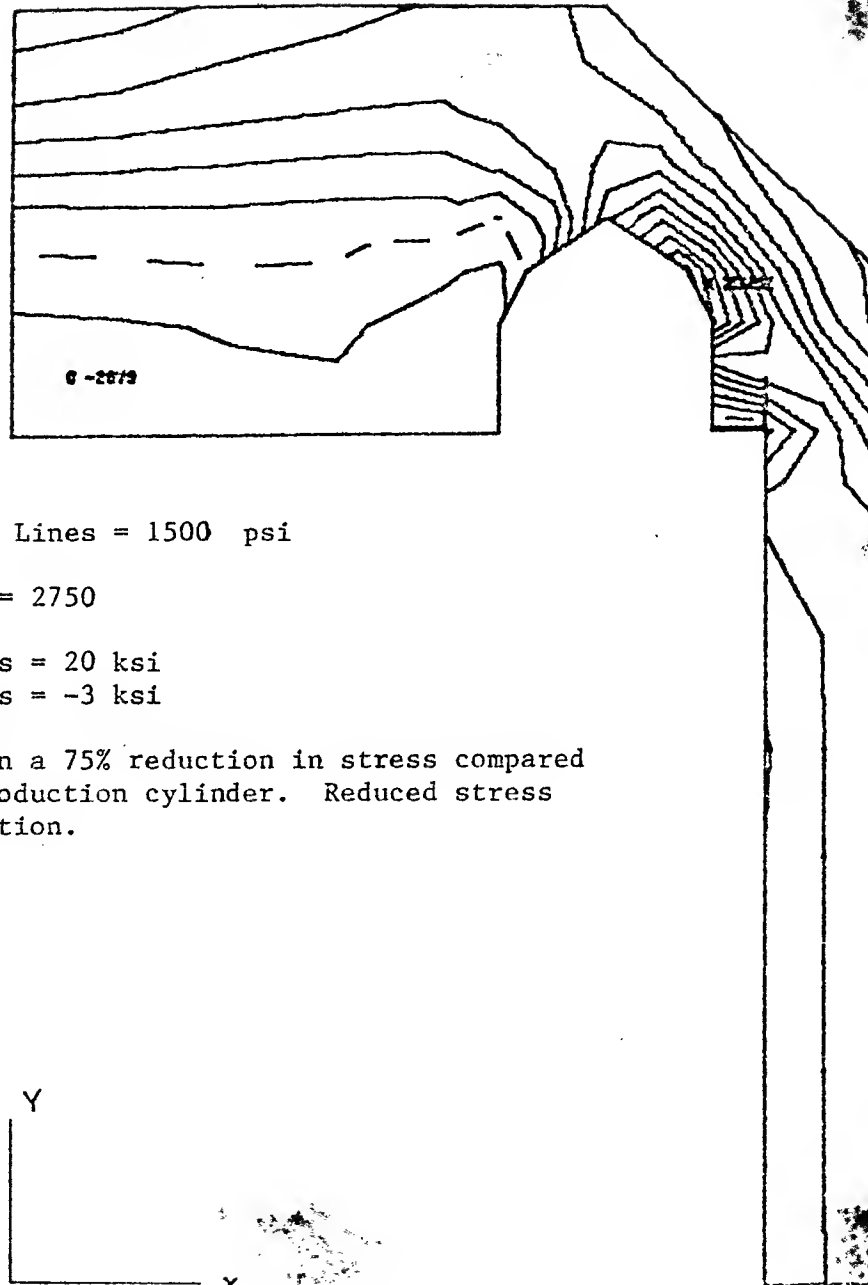 Lines = 1500 psi
= 2750
s = 20 ksi
s = -3 ksi
n a 75% reduction in stress compared
oduction cylinder. Reduced stress
tion.
Y
X